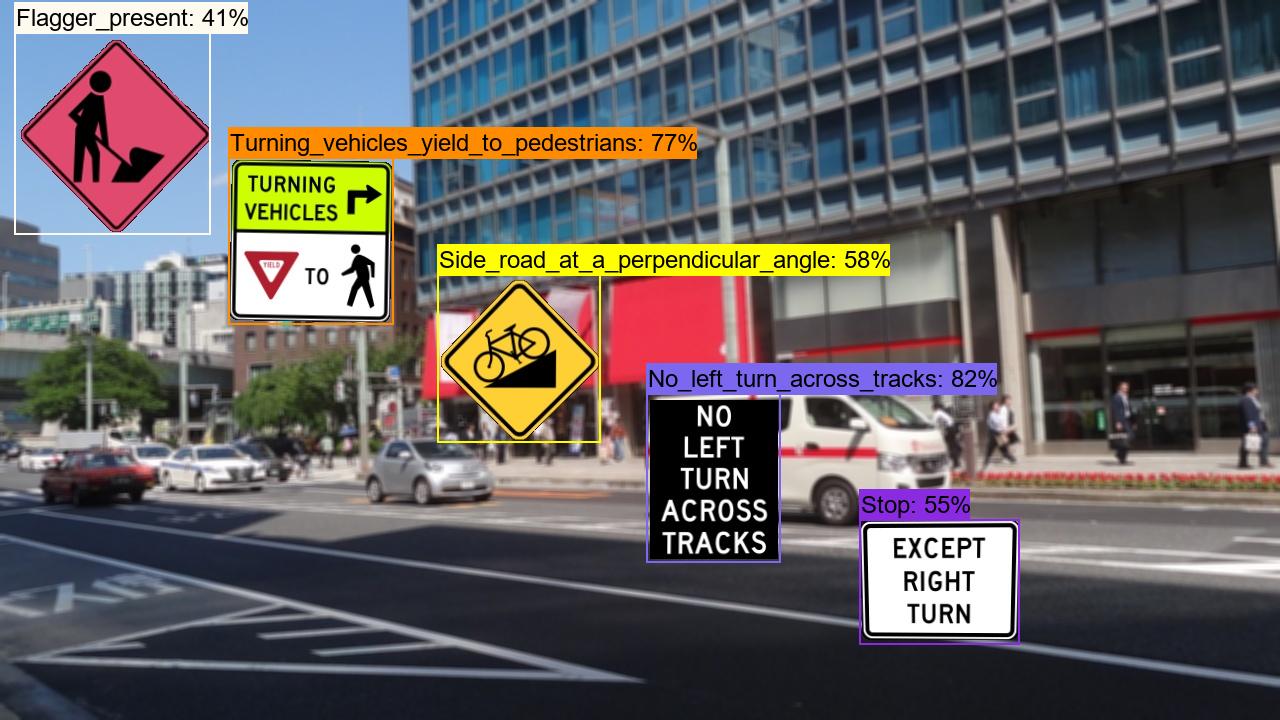 Flagger_present: 41%
Turning_vehicles_yield_to_pedestrians: 77%
TURNING
VEHICLES
YIELD
TO
Side_road_at_a_perpendicular_angle: 58%
No_left_turn_across_tracks: 82%
NO
LEFT
TURN
ACROSS
TRACKS
Stop: 55%
EXCEPT
RIGHT
TURN